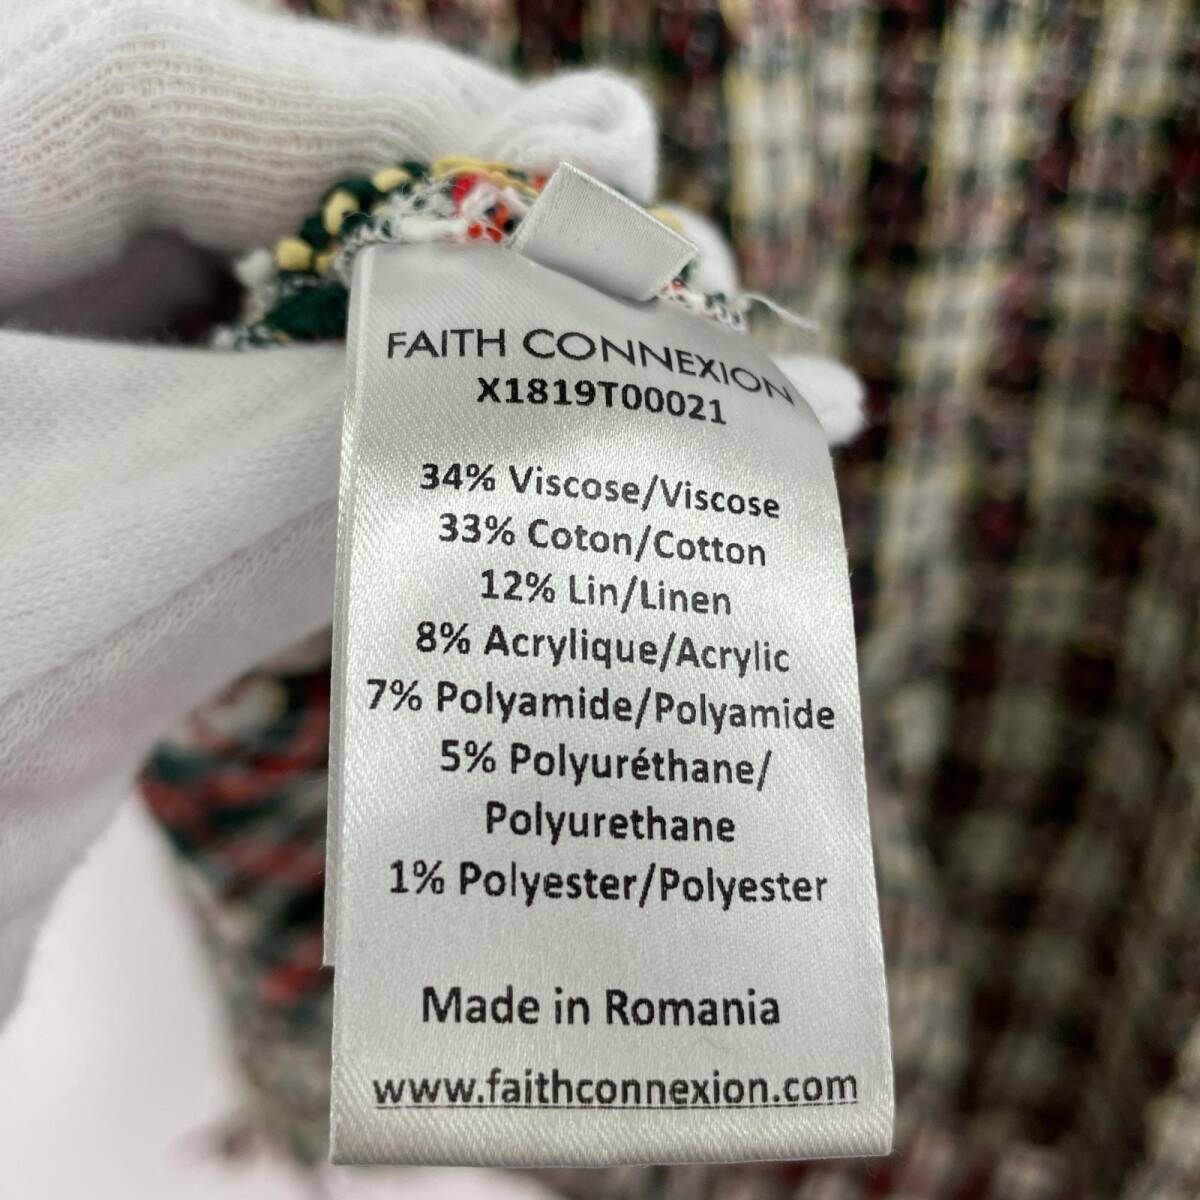 FAITH CONNEXION
X1819T00021
34% Viscose/Viscose
33% Coton/Cotton
12% Lin/Linen
8% Acrylique/Acrylic
7% Polyamide/Polyamide
5% Polyuréthane/
Polyurethane
1% Polyester/Polyester
Made in Romania
www.faithconnexion.com